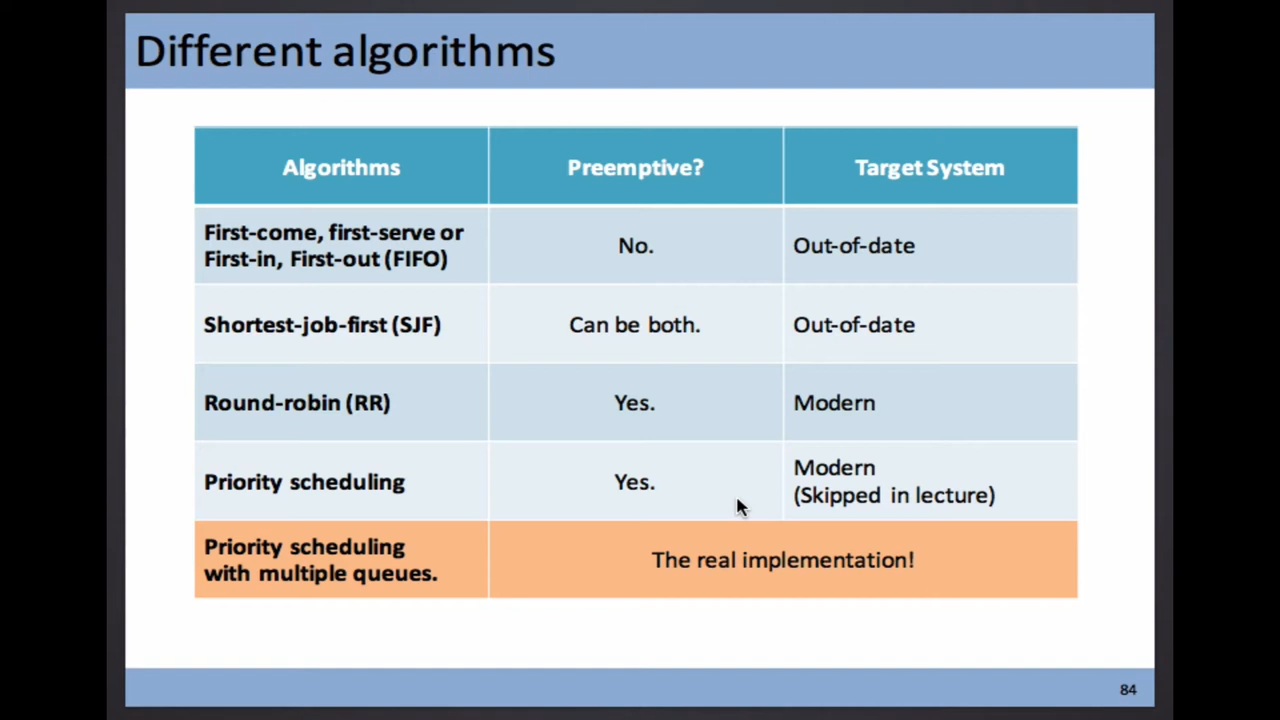 Different algorithms
Algorithms
Preemptive?
Target System
First-come, first-serve or
First-in, First-out (FIFO)
No.
Out-of-date
Shortest-job-first (SJF)
Can be both.
Out-of-date
Round-robin (RR)
Yes.
Modern
Priority scheduling
Yes.
Modern
(Skipped in lecture)
Priority scheduling
with multiple queues.
The real implementation!
84